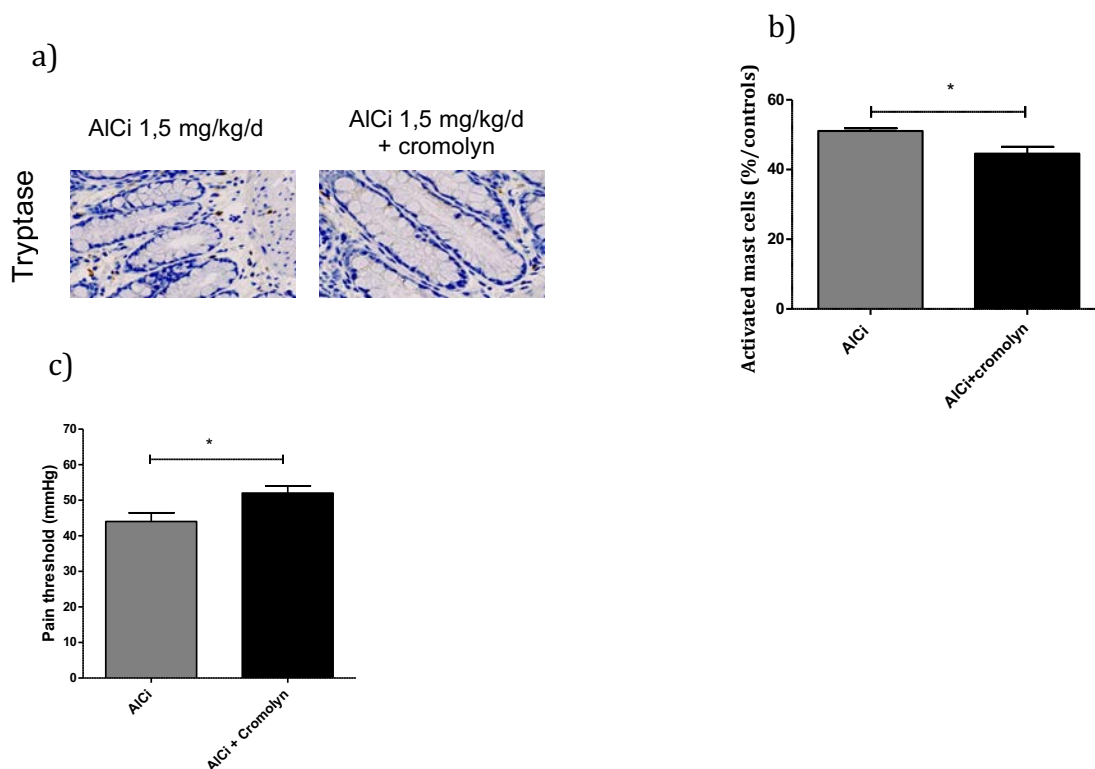 a)
AlCi 1,5 mg/kg/d
AlCi 1,5 mg/kg/d
+ cromolyn
Tryptase
b)
*
Activated mast cells (%/controls)
60
40
20
0
AlCi
AlCi+cromolyn
c)
*
Pain threshold (mmHg)
70
60
50
40
30
20
10
0
AlCi
AlCi + Cromolyn